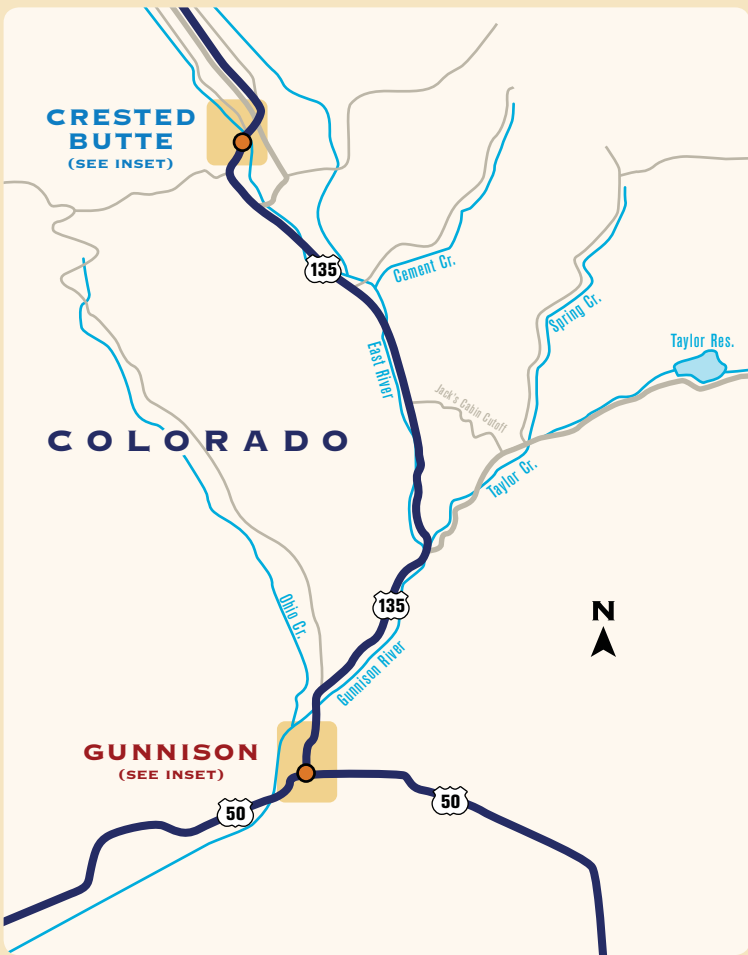 CRESTED
BUTTE
(SEE INSET)
135
Cement Cr.
Spring Cr.
Taylor Res.
East River
Jack's Cabin Cutoff
COLORADO
Taylor Cr.
Ohio Cr.
135
N
Gunnison River
GUNNISON
(SEE INSET)
50
50